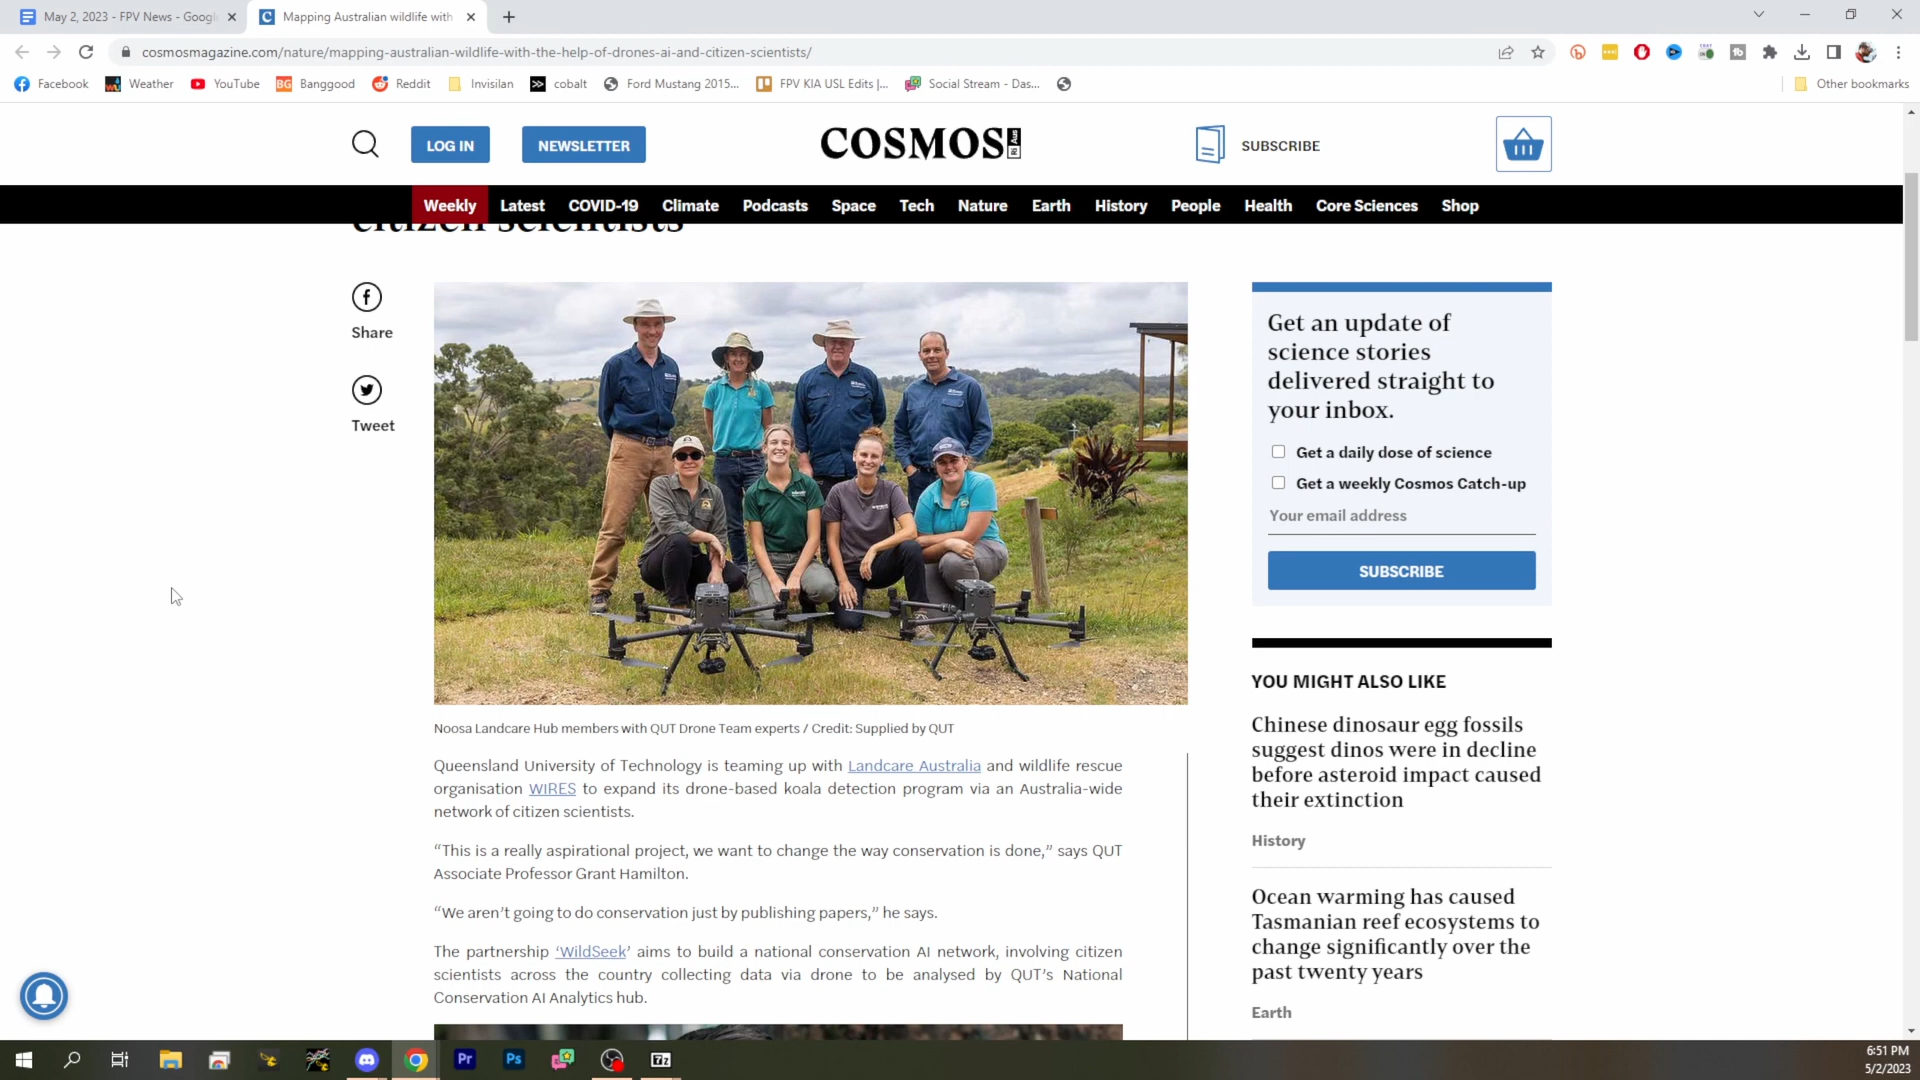 May 2, 2023 - FPV News - Googl
Mapping Australian wildlife with
cosmosmagazine.com/nature/mapping-australian-wildlife-with-the-help-of-drones-ai-and-citizen-scientists/
Facebook Weather YouTube Banggood Reddit Invisilan cobalt Ford Mustang 2015... FPV KIA USL Edits |... Social Stream - Das... Other bookmarks
LOG IN NEWSLETTER COSMOS SUBSCRIBE
Weekly Latest COVID-19 Climate Podcasts Space Tech Nature Earth History People Health Core Sciences Shop
citizen scientists
Share
Tweet
Noosa Landcare Hub members with QUT Drone Team experts / Credit: Supplied by QUT
Queensland University of Technology is teaming up with Landcare Australia and wildlife rescue
organisation WIRES to expand its drone-based koala detection program via an Australia-wide
network of citizen scientists.
“This is a really aspirational project, we want to change the way conservation is done,” says QUT
Associate Professor Grant Hamilton.
“We aren’t going to do conservation just by publishing papers,” he says.
The partnership ‘WildSeek’ aims to build a national conservation AI network, involving citizen
scientists across the country collecting data via drone to be analysed by QUT’s National
Conservation AI Analytics hub.
Get an update of
science stories
delivered straight to
your inbox.
Get a daily dose of science
Get a weekly Cosmos Catch-up
Your email address
SUBSCRIBE
YOU MIGHT ALSO LIKE
Chinese dinosaur egg fossils
suggest dinos were in decline
before asteroid impact caused
their extinction
History
Ocean warming has caused
Tasmanian reef ecosystems to
change significantly over the
past twenty years
Earth
Pr
Ps
6:51 PM
5/2/2023